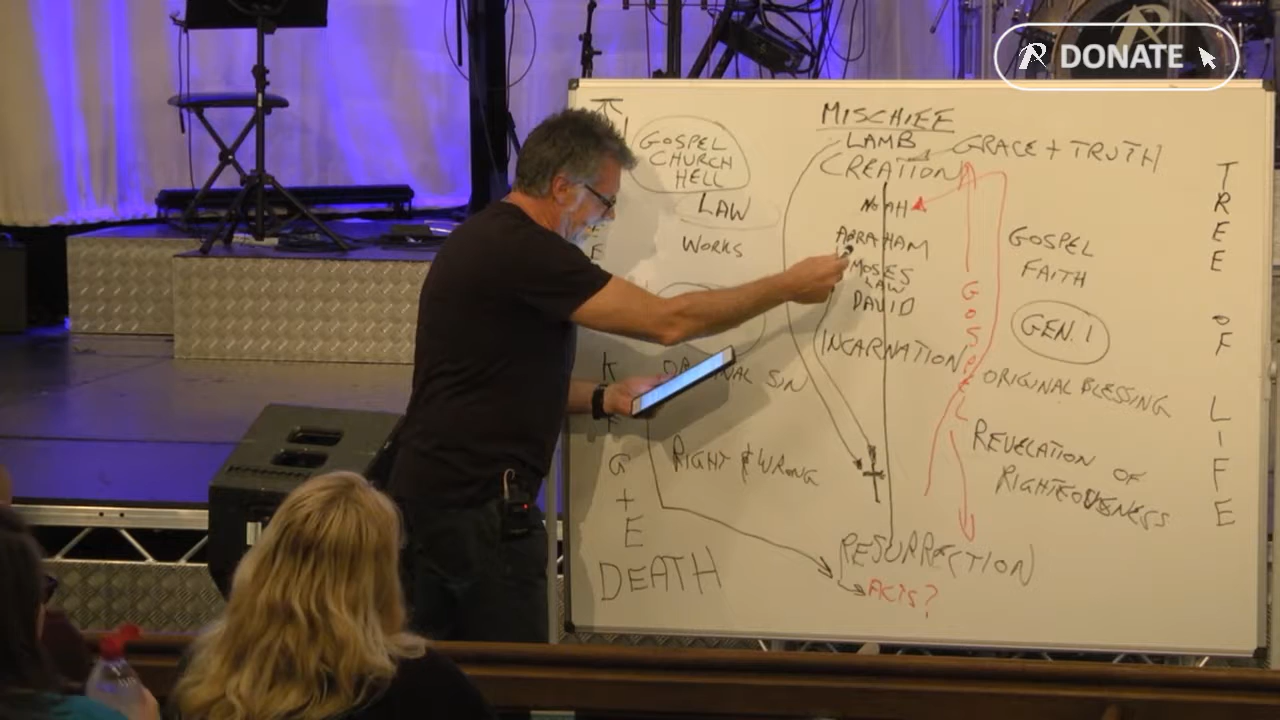 DONATE
MISCHIEF
LAMB
GRACE + TRUTH
CREATION
GOSPEL
CHURCH
HELL
NOAH
LAW
ABRAHAM
WORKS
GOSPEL
FAITH
MOSES
LAW
DAVID
GOSPEL
GEN. 1
INCARNATION
SIN
ORIGINAL BLESSING
RIGHT & WRONG
REVELATION OF
RIGHTEOUSNESS
RESURRECTION
ACTS?
G+E
DEATH
TREE OF LIFE